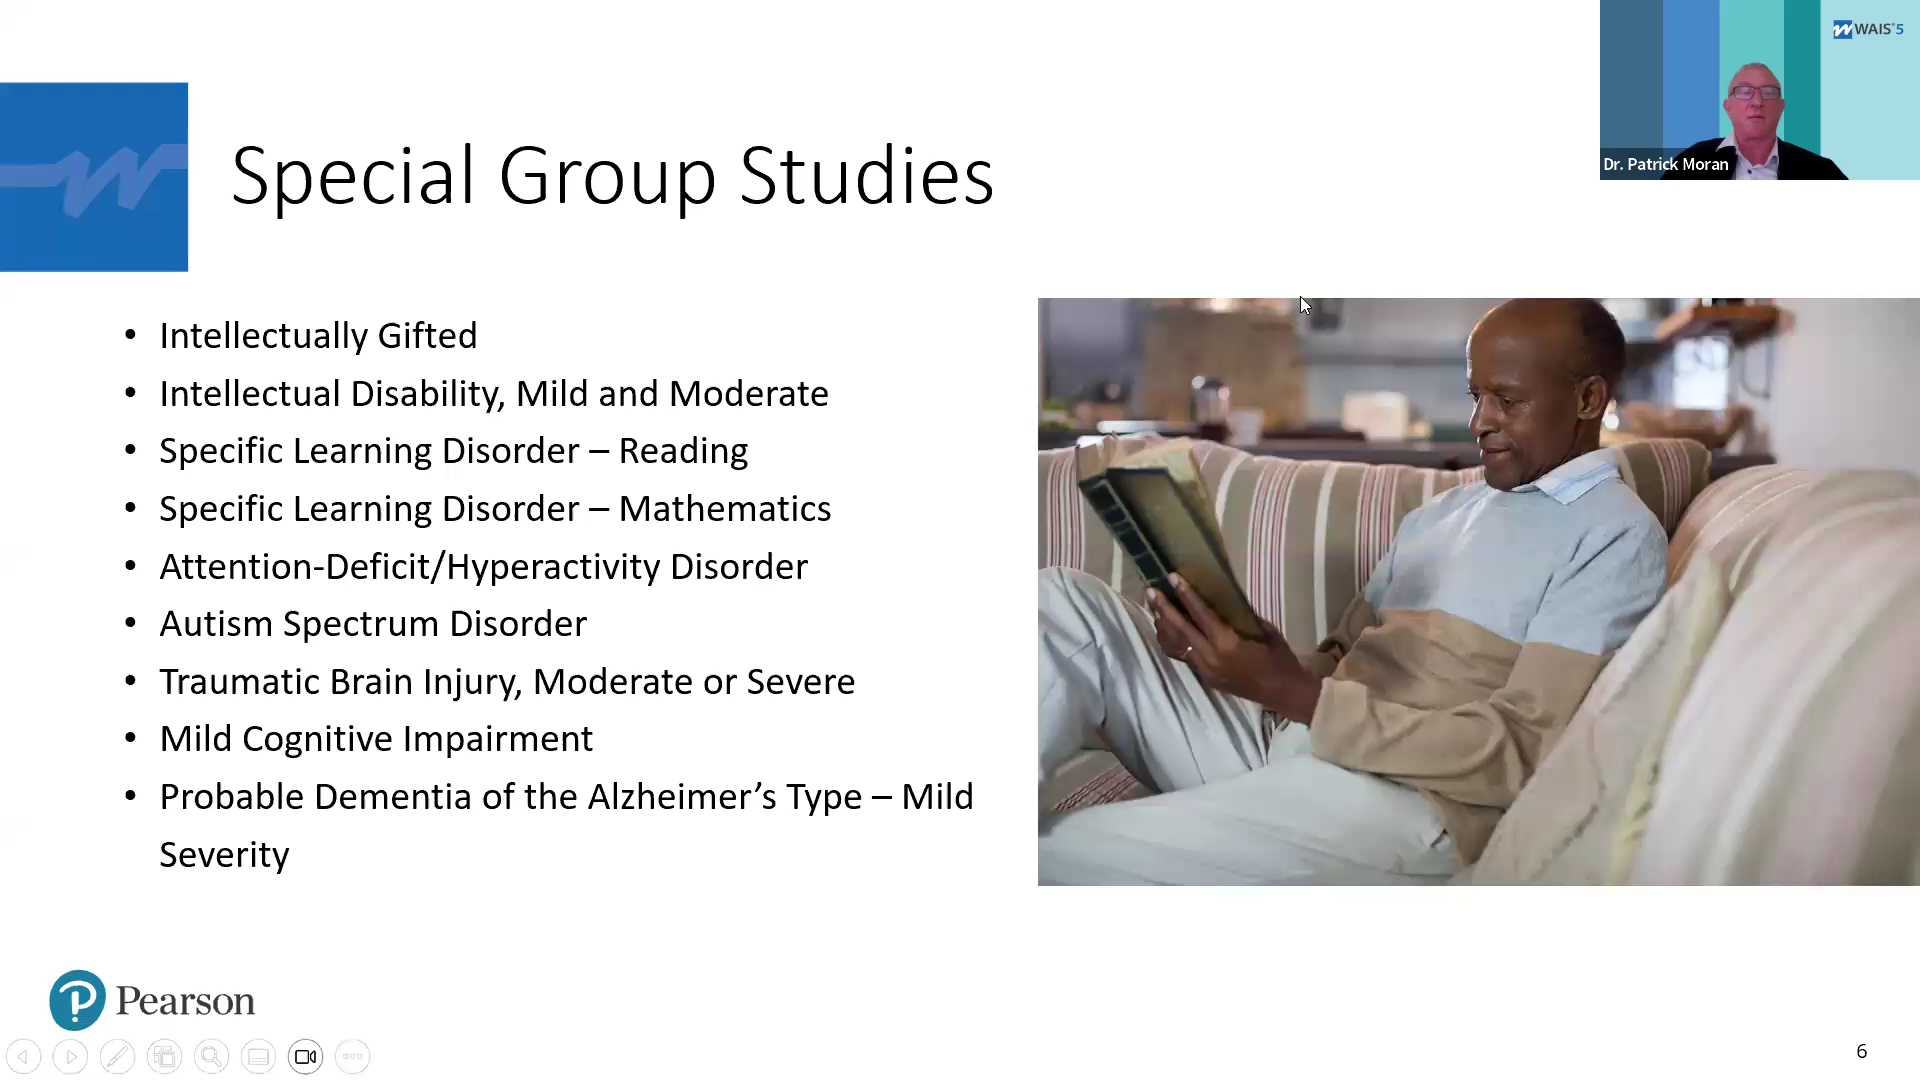 WAIS®5
Dr. Patrick Moran
Special Group Studies
• Intellectually Gifted
• Intellectual Disability, Mild and Moderate
• Specific Learning Disorder – Reading
• Specific Learning Disorder – Mathematics
• Attention-Deficit/Hyperactivity Disorder
• Autism Spectrum Disorder
• Traumatic Brain Injury, Moderate or Severe
• Mild Cognitive Impairment
• Probable Dementia of the Alzheimer’s Type – Mild
Severity
Pearson
6